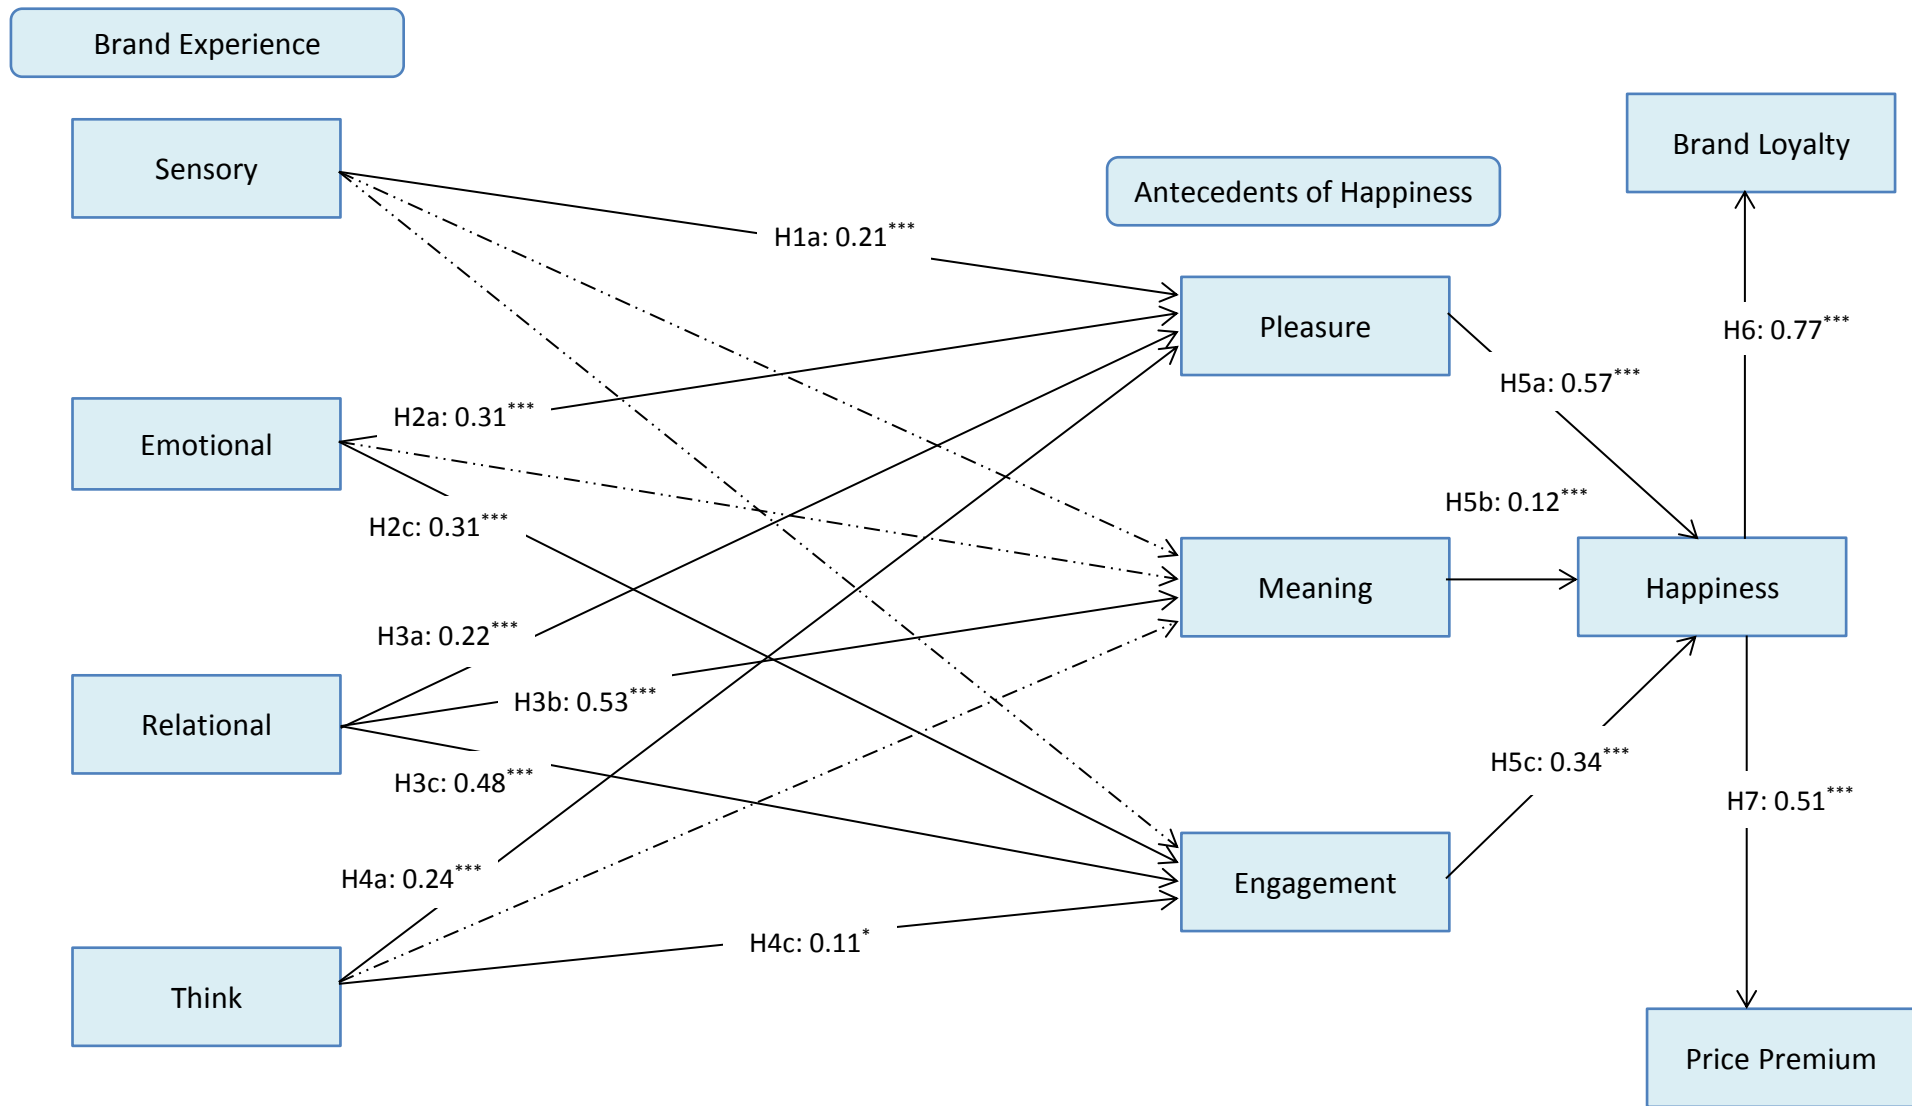 Brand Experience
Sensory
Emotional
Relational
Think
Antecedents of Happiness
Pleasure
Meaning
Engagement
Brand Loyalty
Happiness
Price Premium
H1a: 0.21***
H2a: 0.31***
H2c: 0.31***
H3a: 0.22***
H3b: 0.53***
H3c: 0.48***
H4a: 0.24***
H4c: 0.11*
H5a: 0.57***
H5b: 0.12***
H5c: 0.34***
H6: 0.77***
H7: 0.51***